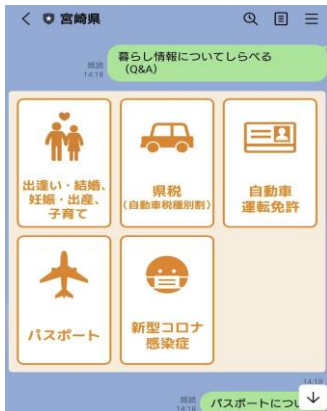 宮崎県
暮らし情報についてしらべる
（Q&A）
既読
14:18
出逢い・結婚、
妊娠・出産、
子育て
県税
(自動車税種別割)
自動車
運転免許
パスポート
新型コロナ
感染症
14:18
既読
14:18
パスポートについ